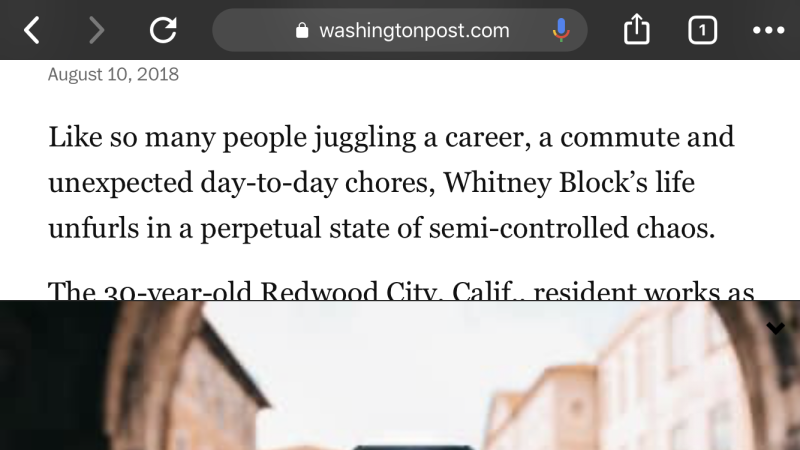 washingtonpost.com
1
August 10, 2018
Like so many people juggling a career, a commute and
unexpected day-to-day chores, Whitney Block’s life
unfurls in a perpetual state of semi-controlled chaos.
The 30-year-old Redwood City, Calif., resident works as